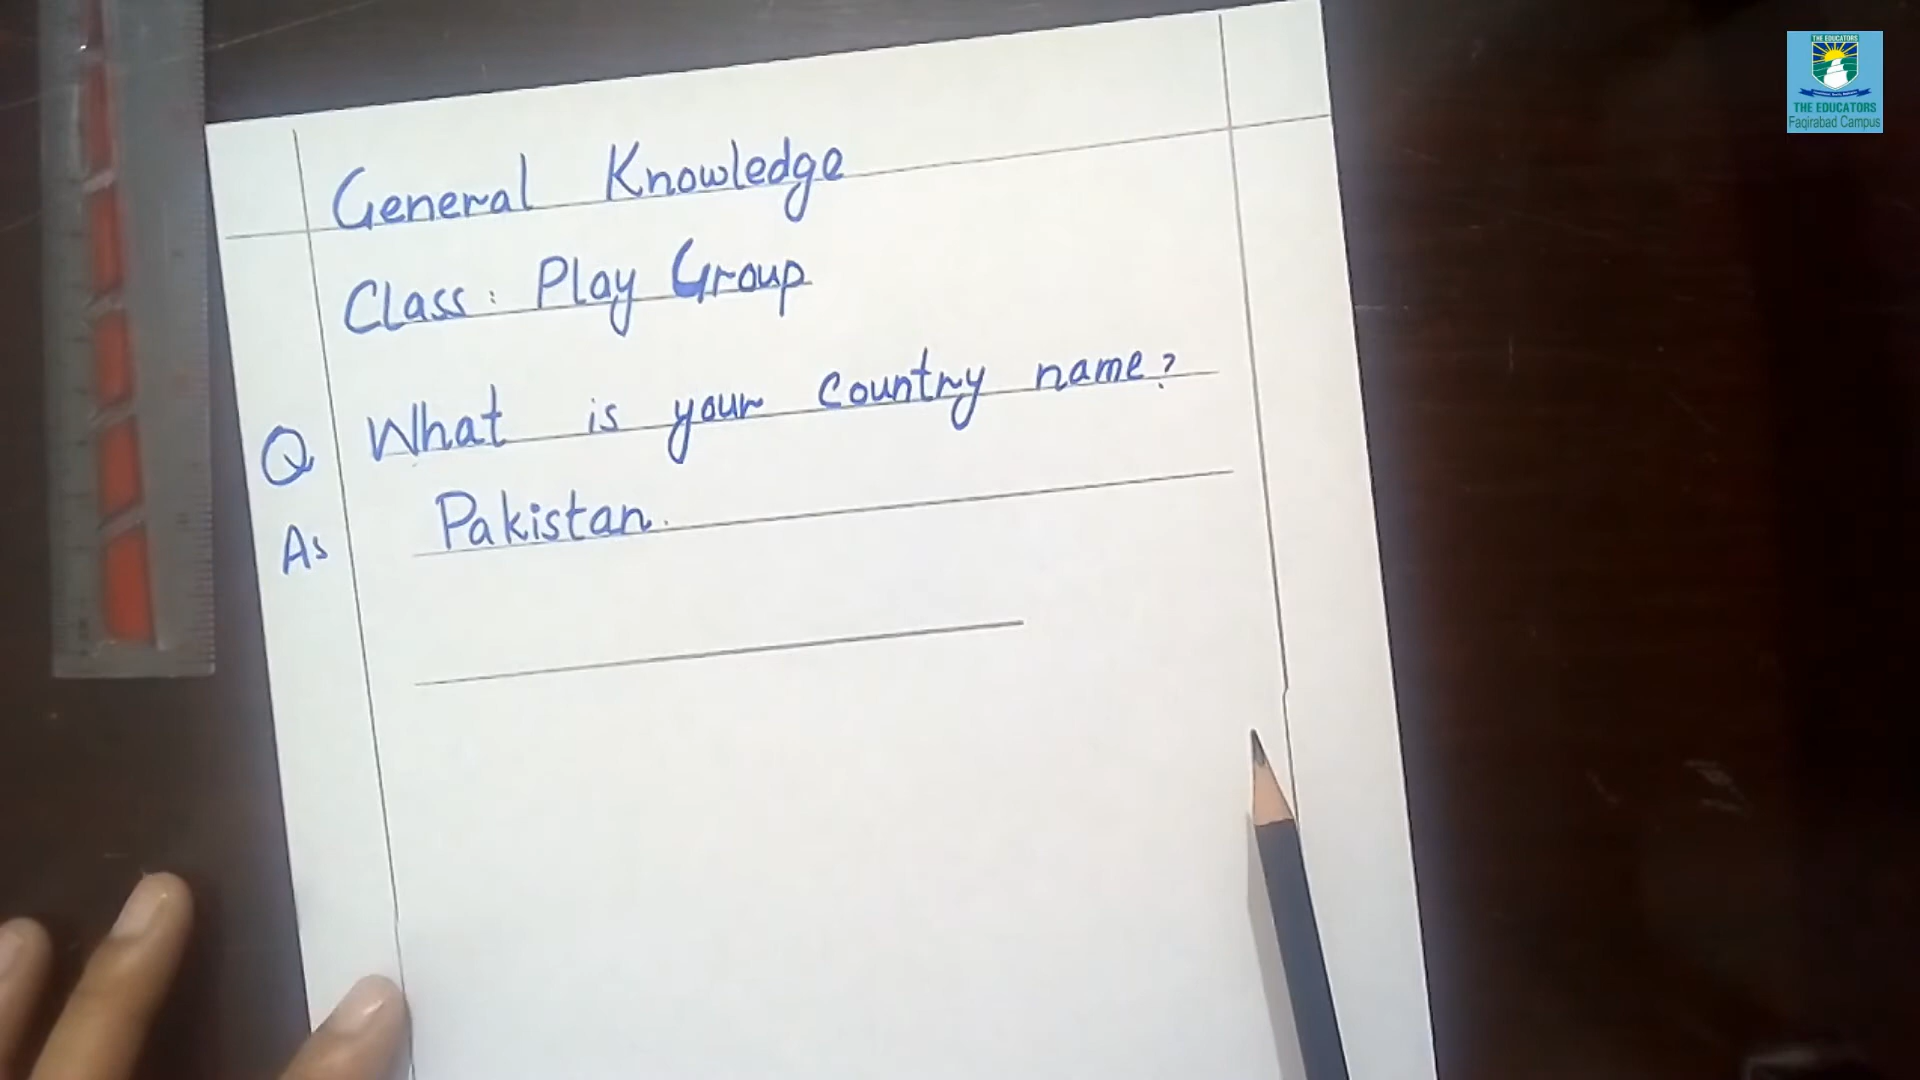 General Knowledge
Class: Play Group
Q What is your country name?
As Pakistan.
THE EDUCATORS
THE EDUCATORS
Faqirabad Campus